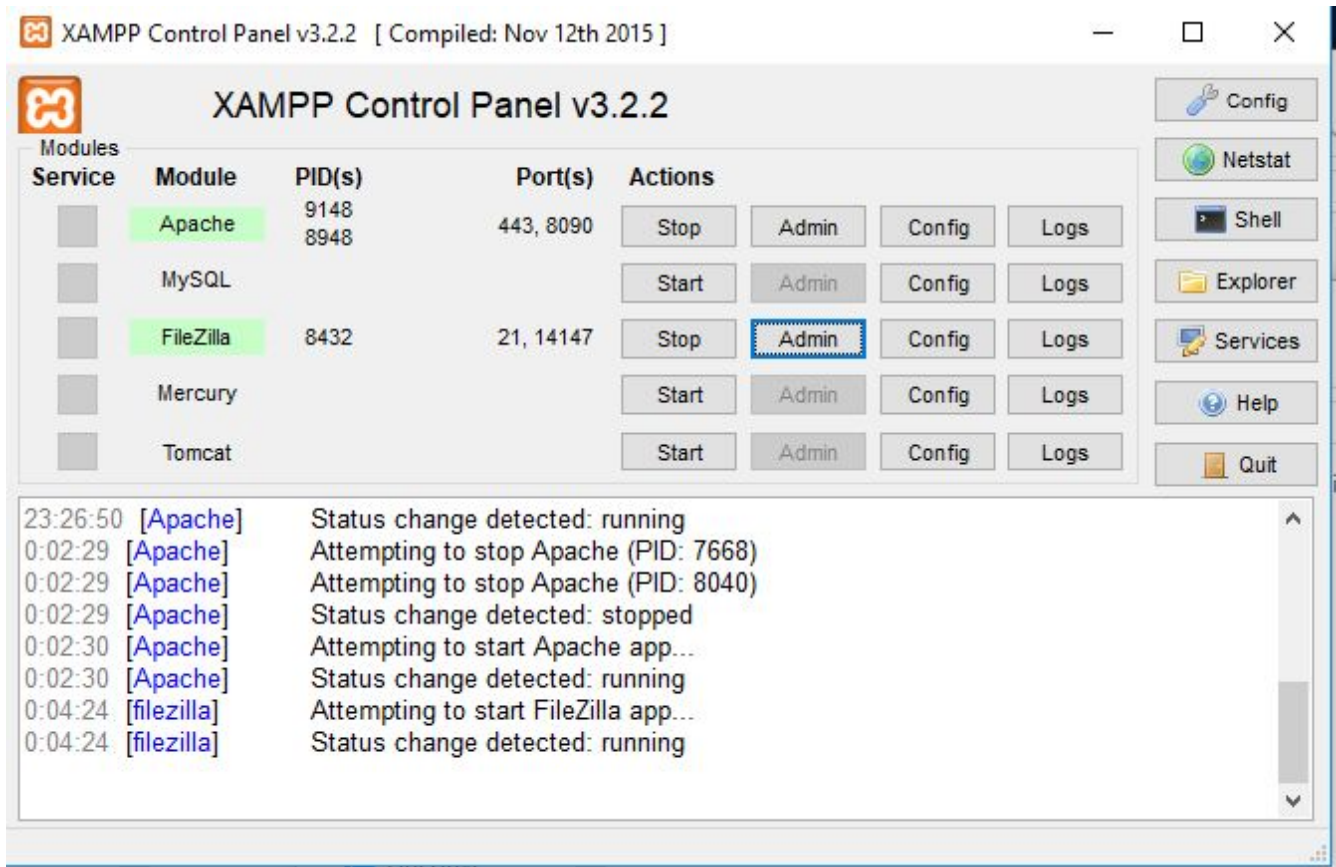 XAMPP Control Panel v3.2.2 [ Compiled: Nov 12th 2015 ]
XAMPP Control Panel v3.2.2
Config
Modules
Netstat
Service Module PID(s) Port(s) Actions
Apache 9148 443, 8090 Stop Admin Config Logs
8948
Shell
MySQL Start Admin Config Logs
Explorer
FileZilla 8432 21, 14147 Stop Admin Config Logs
Services
Mercury Start Admin Config Logs
Help
Tomcat Start Admin Config Logs
Quit
23:26:50 [Apache] Status change detected: running
0:02:29 [Apache] Attempting to stop Apache (PID: 7668)
0:02:29 [Apache] Attempting to stop Apache (PID: 8040)
0:02:29 [Apache] Status change detected: stopped
0:02:30 [Apache] Attempting to start Apache app...
0:02:30 [Apache] Status change detected: running
0:04:24 [filezilla] Attempting to start FileZilla app...
0:04:24 [filezilla] Status change detected: running